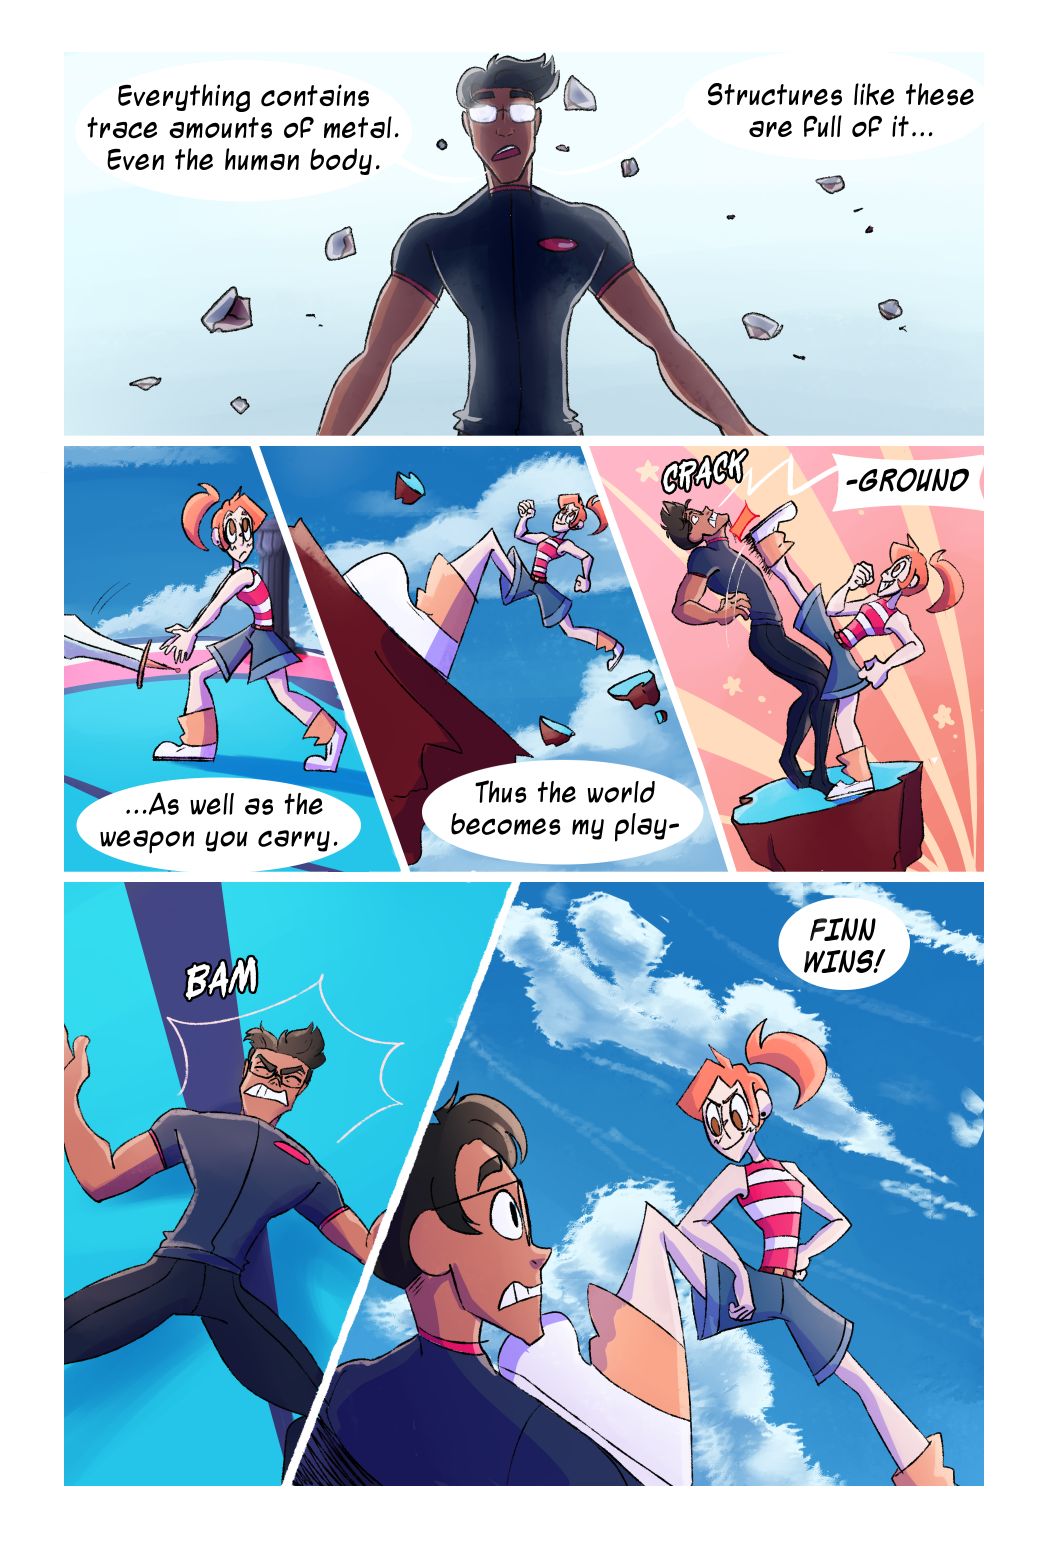 Everything contains
trace amounts of metal.
Even the human body.
Structures like these
are full of it...
...As well as the
weapon you carry.
Thus the world
becomes my play-
CRACK
-GROUND
BAM
FINN
WINS!